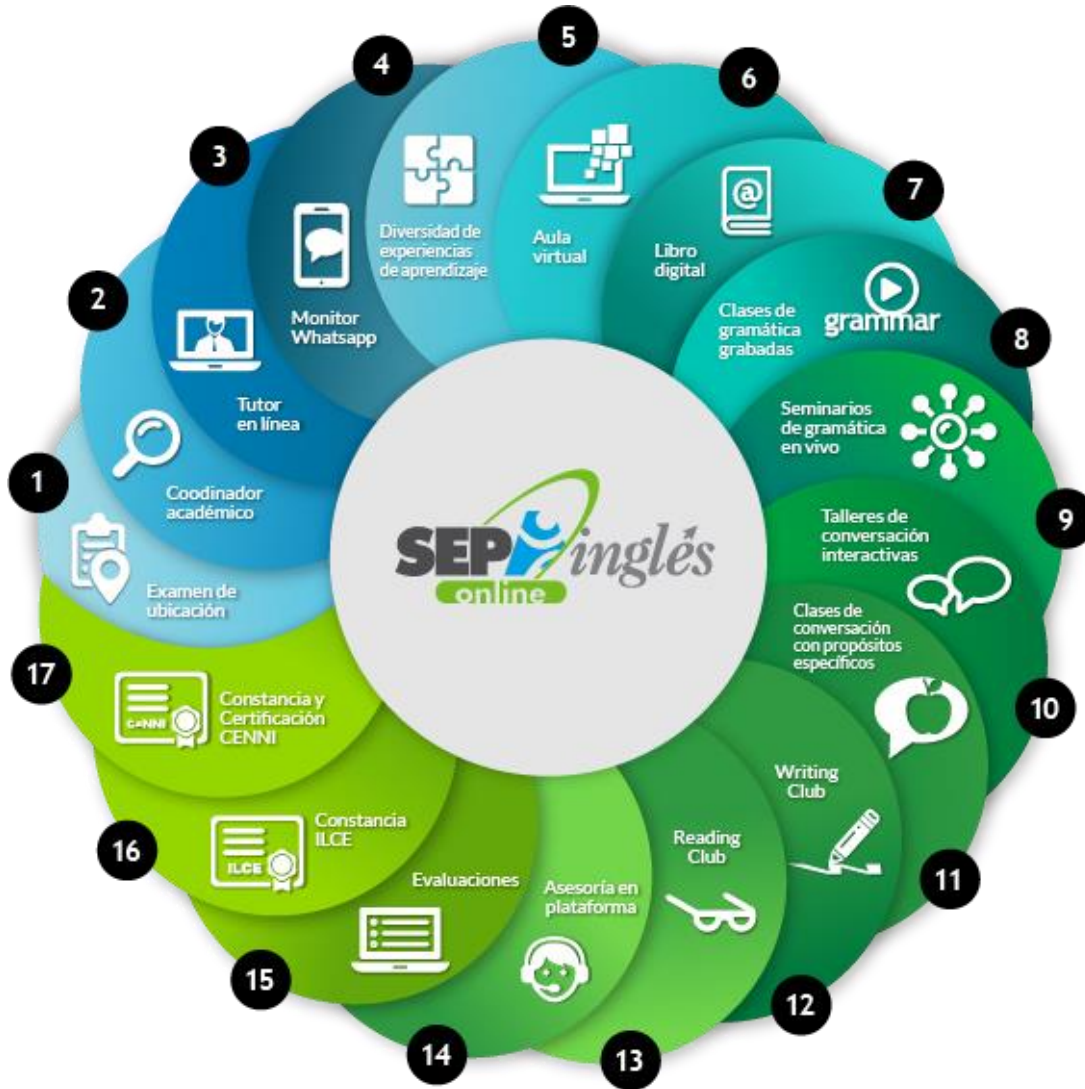 1
Examen de
ubicación
2
Coodinador
académico
3
Tutor
en línea
4
Monitor
Whatsapp
5
Diversidad de
experiencias
de aprendizaje
6
Aula
virtual
7
Libro
digital
8
Clases de
gramática
grabadas
grammar
9
Seminarios
de gramática
en vivo
10
Talleres de
conversación
interactivas
11
Clases de
conversación
con propósitos
específicos
12
Writing
Club
13
Reading
Club
14
Asesoría en
plataforma
15
Evaluaciones
16
Constancia
ILCE
ILCE
17
Constancia y
Certificación
CENNI
CENNI
SEP inglés
online